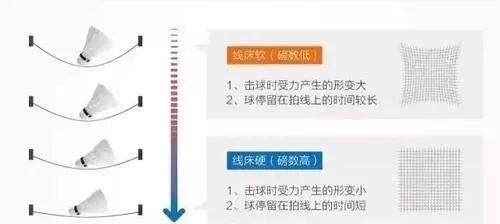 线床软（磅数低）
1、击球时受力产生的形变大
2、球停留在拍线上的时间较长
线床硬（磅数高）
1、击球时受力产生的形变小
2、球停留在拍线上的时间短